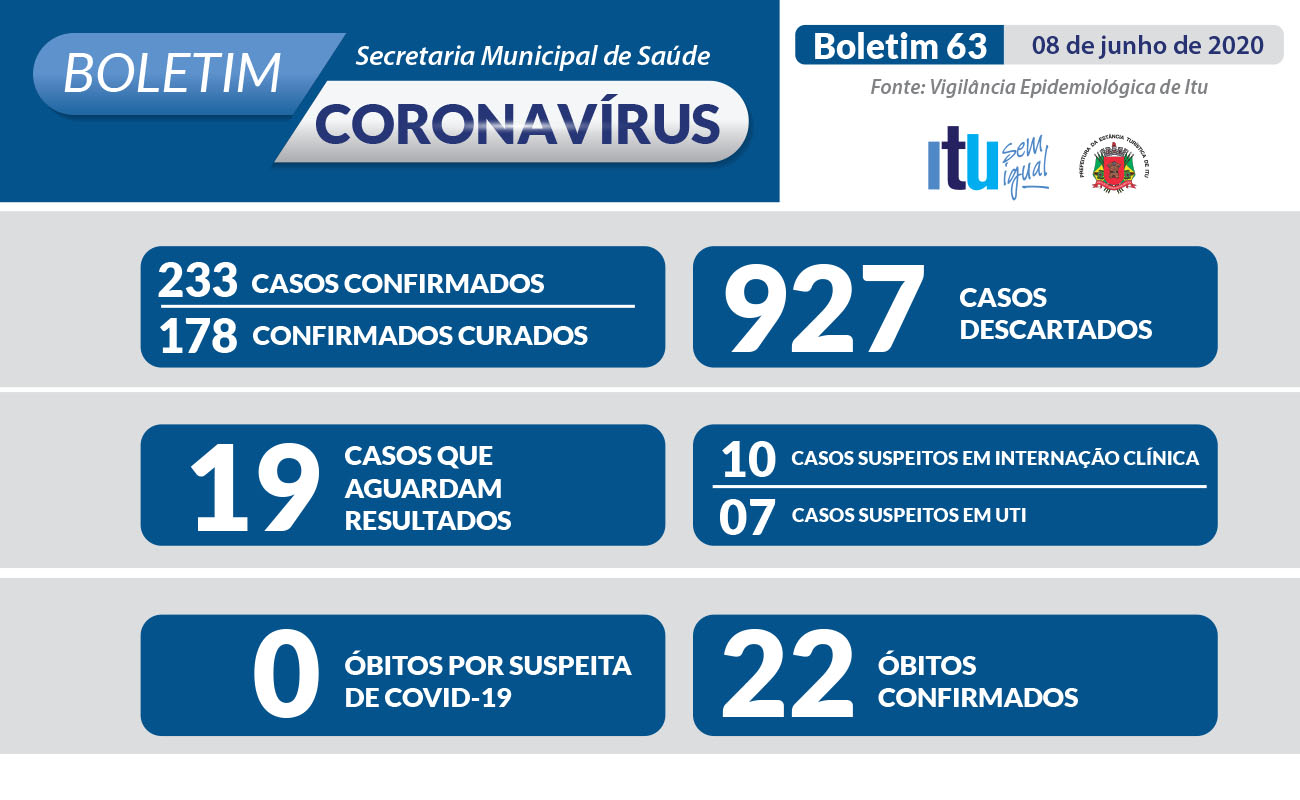 BOLETIM
Secretaria Municipal de Saúde
CORONAVÍRUS
Boletim 63
08 de junho de 2020
Fonte: Vigilância Epidemiológica de Itu
itu sem igual
PREFEITURA DA ESTÂNCIA TURÍSTICA DE ITU
233 CASOS CONFIRMADOS
178 CONFIRMADOS CURADOS
927 CASOS
DESCARTADOS
19 CASOS QUE
AGUARDAM
RESULTADOS
10 CASOS SUSPEITOS EM INTERNAÇÃO CLÍNICA
07 CASOS SUSPEITOS EM UTI
0 ÓBITOS POR SUSPEITA
DE COVID-19
22 ÓBITOS
CONFIRMADOS